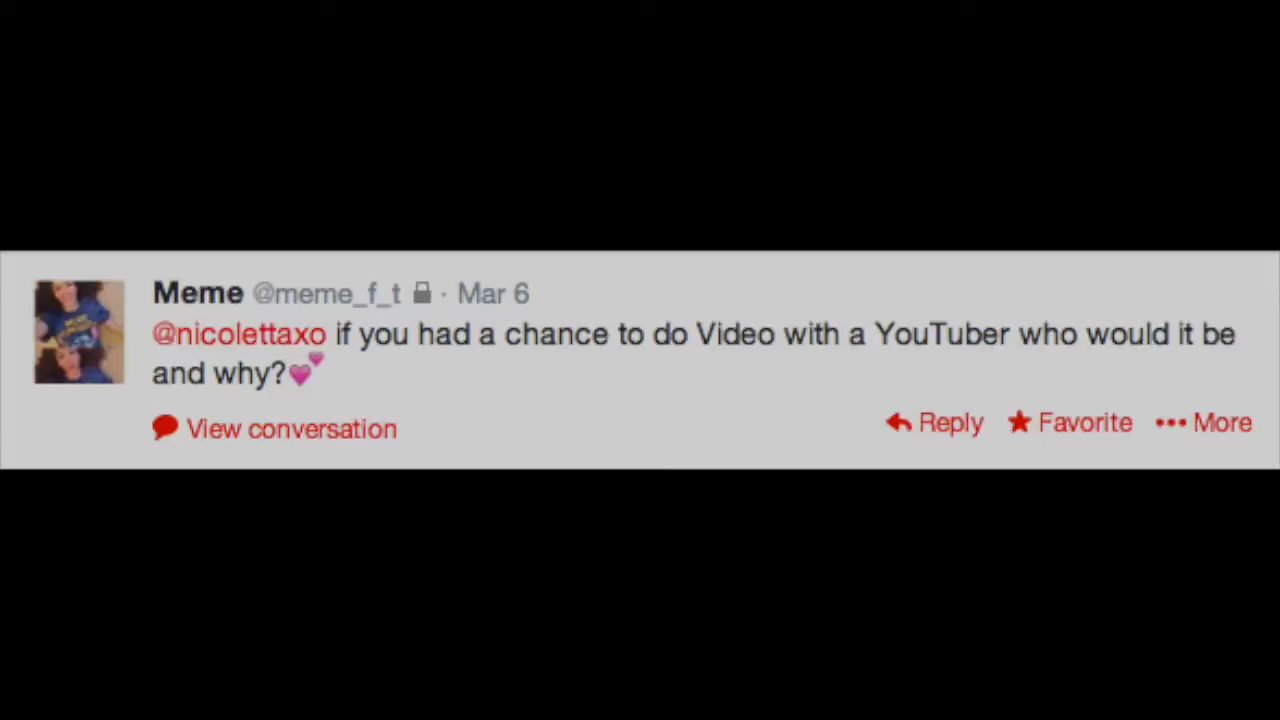 Meme @meme_f_t · Mar 6
@nicolettaxo if you had a chance to do Video with a YouTuber who would it be
and why?💕
View conversation
Reply Favorite More